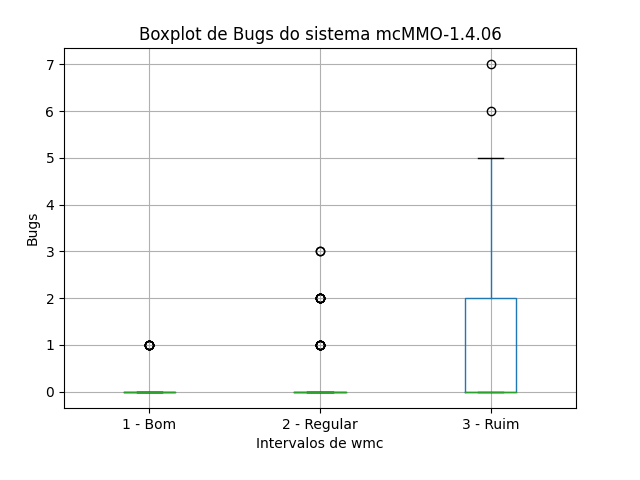 Boxplot de Bugs do sistema mcMMO-1.4.06
7
6
5
4
3
2
1
0
Bugs
1 - Bom
2 - Regular
3 - Ruim
Intervalos de wmc